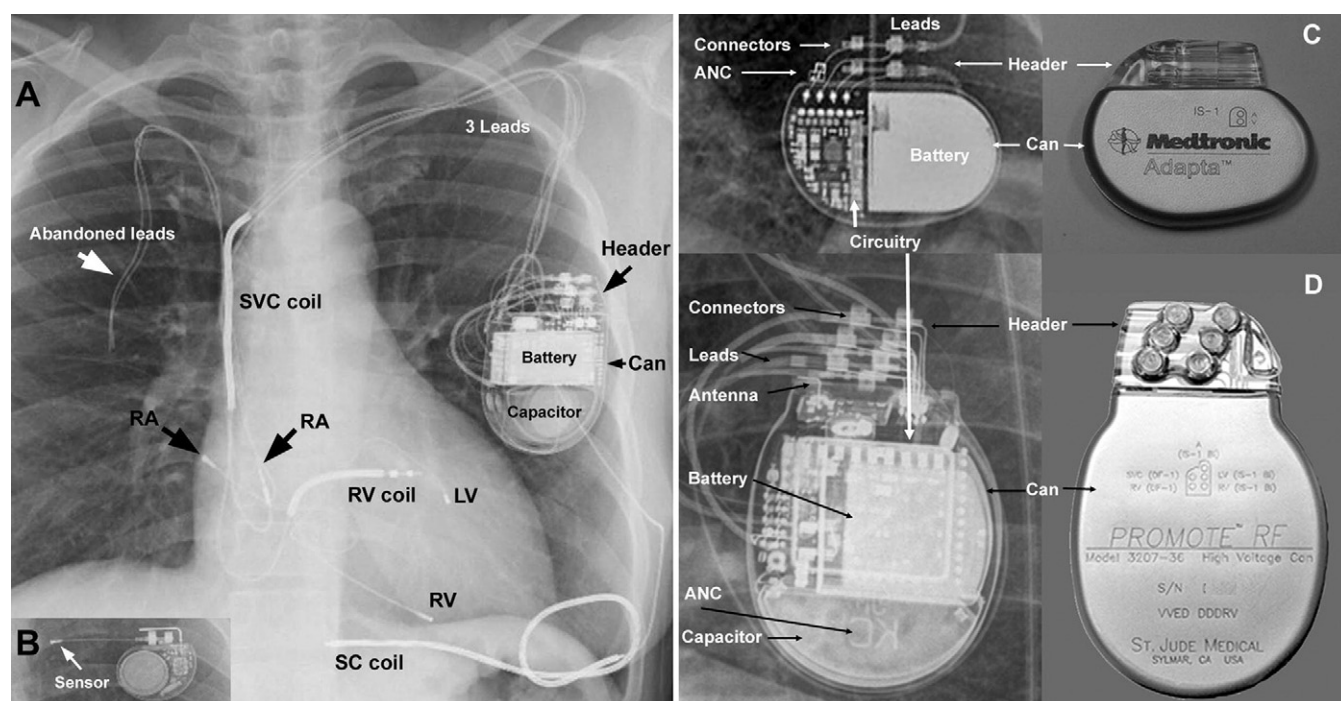 A
3 Leads
Abandoned leads
Header
SVC coil
Battery
Can
Capacitor
RA
RA
RV coil
LV
RV
SC coil
B
Sensor
Leads
Connectors
ANC
Header
C
IS-1
A
V
Can
Medtronic
Adapta™
Battery
Circuitry
D
Connectors
Header
Leads
Antenna
Battery
Can
ANC
Capacitor
A
(IS-1 BI)
SVC (DF-1) LV (IS-1 BI)
RV (DF-1) RV (IS-1 BI)
PROMOTE™ RF
Model 3207-36 High Voltage Can
S/N
VVED DDDRV
ST. JUDE MEDICAL
SYLMAR, CA USA